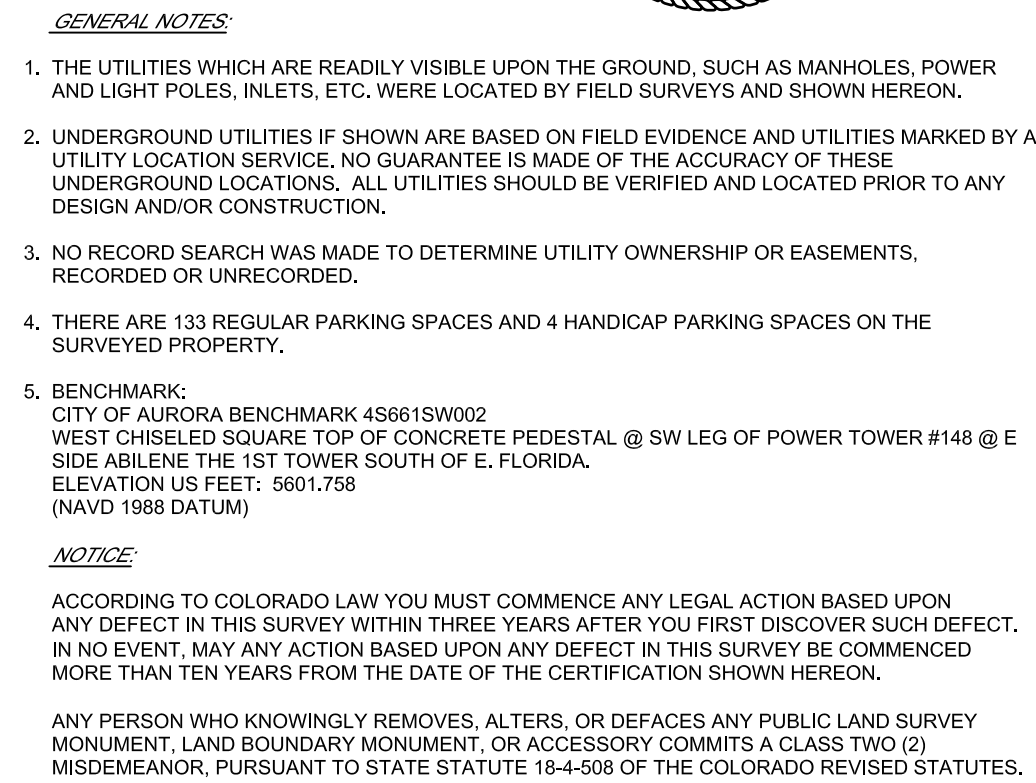 GENERAL NOTES:
1. THE UTILITIES WHICH ARE READILY VISIBLE UPON THE GROUND, SUCH AS MANHOLES, POWER
AND LIGHT POLES, INLETS, ETC. WERE LOCATED BY FIELD SURVEYS AND SHOWN HEREON.
2. UNDERGROUND UTILITIES IF SHOWN ARE BASED ON FIELD EVIDENCE AND UTILITIES MARKED BY A
UTILITY LOCATION SERVICE. NO GUARANTEE IS MADE OF THE ACCURACY OF THESE
UNDERGROUND LOCATIONS. ALL UTILITIES SHOULD BE VERIFIED AND LOCATED PRIOR TO ANY
DESIGN AND/OR CONSTRUCTION.
3. NO RECORD SEARCH WAS MADE TO DETERMINE UTILITY OWNERSHIP OR EASEMENTS,
RECORDED OR UNRECORDED.
4. THERE ARE 133 REGULAR PARKING SPACES AND 4 HANDICAP PARKING SPACES ON THE
SURVEYED PROPERTY.
5. BENCHMARK:
CITY OF AURORA BENCHMARK 4S661SW002
WEST CHISELED SQUARE TOP OF CONCRETE PEDESTAL @ SW LEG OF POWER TOWER #148 @ E
SIDE ABILENE THE 1ST TOWER SOUTH OF E. FLORIDA.
ELEVATION US FEET: 5601.758
(NAVD 1988 DATUM)
NOTICE:
ACCORDING TO COLORADO LAW YOU MUST COMMENCE ANY LEGAL ACTION BASED UPON
ANY DEFECT IN THIS SURVEY WITHIN THREE YEARS AFTER YOU FIRST DISCOVER SUCH DEFECT.
IN NO EVENT, MAY ANY ACTION BASED UPON ANY DEFECT IN THIS SURVEY BE COMMENCED
MORE THAN TEN YEARS FROM THE DATE OF THE CERTIFICATION SHOWN HEREON.
ANY PERSON WHO KNOWINGLY REMOVES, ALTERS, OR DEFACES ANY PUBLIC LAND SURVEY
MONUMENT, LAND BOUNDARY MONUMENT, OR ACCESSORY COMMITS A CLASS TWO (2)
MISDEMEANOR, PURSUANT TO STATE STATUTE 18-4-508 OF THE COLORADO REVISED STATUTES.